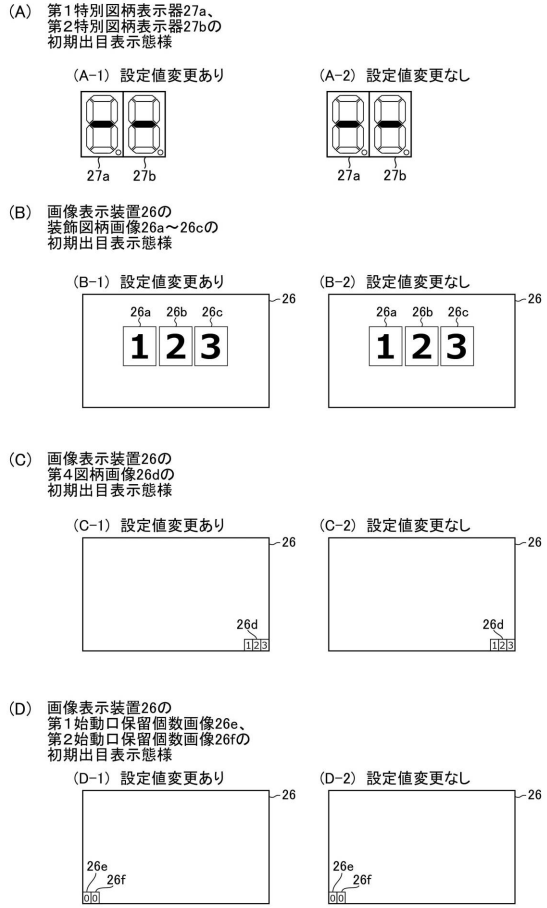 (A) 第1特別図柄表示器27a、
第2特別図柄表示器27bの
初期出目表示態様
(A-1) 設定値変更あり
(A-2) 設定値変更なし
27a 27b
27a 27b
(B) 画像表示装置26の
装飾図柄画像26a～26cの
初期出目表示態様
(B-1) 設定値変更あり
(B-2) 設定値変更なし
26
26
26a 26b 26c
26a 26b 26c
1 2 3
1 2 3
(C) 画像表示装置26の
第4図柄画像26dの
初期出目表示態様
(C-1) 設定値変更あり
(C-2) 設定値変更なし
26
26
26d
26d
1 2 3
1 2 3
(D) 画像表示装置26の
第1始動口保留個数画像26e、
第2始動口保留個数画像26fの
初期出目表示態様
(D-1) 設定値変更あり
(D-2) 設定値変更なし
26
26
26e
26f
26e
26f
0 0
0 0